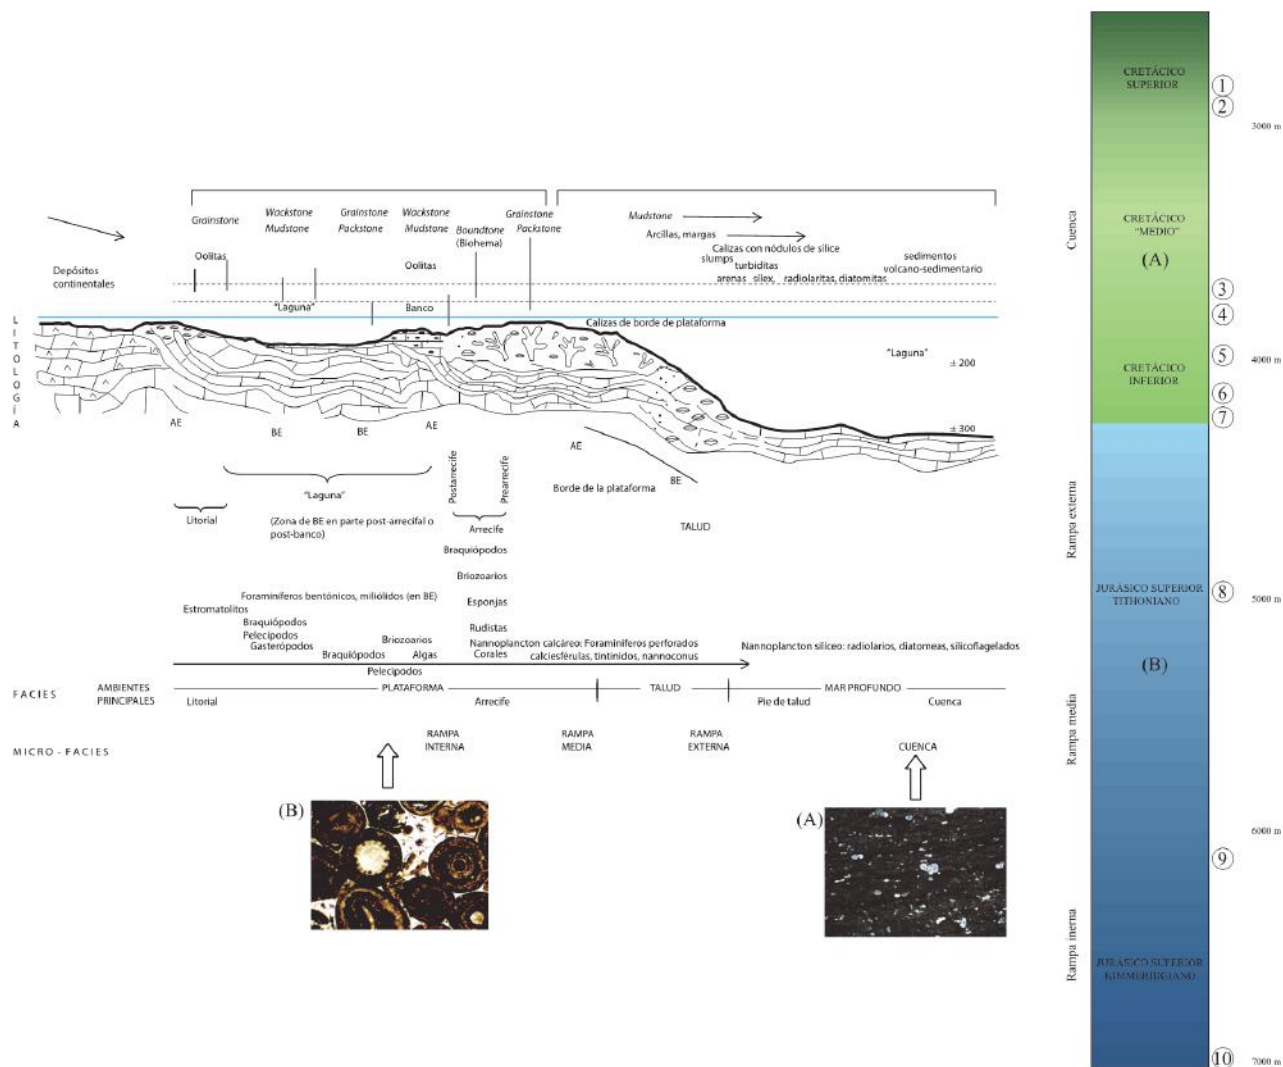 Grainstone
Wackstone
Mudstone
Grainstone
Packstone
Wackstone
Mudstone
Boundtone
(Biohema)
Grainstone
Packstone
Mudstone
Arcillas, margas
Calizas con nódulos de sílice
slumps
turbiditas
arenas sílex, radiolaritas, diatomitas
sedimentos
volcano-sedimentario
Depósitos
continentales
Oolitas
Oolitas
"Laguna"
Banco
Calizas de borde de plataforma
"Laguna"
± 200
± 300
LITOLOGÍA
AE
BE
BE
AE
AE
BE
Borde de la plataforma
TALUD
Litorial
"Laguna"
(Zona de BE en parte post-arrecifal o
post-banco)
Postarrecife
Prearrecife
Arrecife
Braquiópodos
Briozoarios
Esponjas
Rudistas
Corales
Foraminíferos bentónicos, miliólidos (en BE)
Estromatolitos
Braquiópodos
Pelecipodos
Gasterópodos
Braquiópodos
Briozoarios
Algas
Pelecipodos
Nannoplancton calcáreo: Foraminíferos perforados
calciesférulas, tintinidos, nannoconus
Nannoplancton silíceo: radiolarios, diatomeas, silicoflagelados
FACIES
AMBIENTES
PRINCIPALES
Litorial
PLATAFORMA
Arrecife
TALUD
MAR PROFUNDO
Pie de talud
Cuenca
MICRO-FACIES
RAMPA
INTERNA
RAMPA
MEDIA
RAMPA
EXTERNA
CUENCA
(B)
(A)
Cuenca
Rampa externa
Rampa media
Rampa inerna
CRETÁCICO
SUPERIOR
CRETÁCICO
"MEDIO"
(A)
CRETÁCICO
INFERIOR
JURÁSICO SUPERIOR
TITHONIANO
(B)
JURÁSICO SUPERIOR
KIMMERIDGIANO
1
2
3
4
5
6
7
8
9
10
3000 m
4000 m
5000 m
6000 m
7000 m